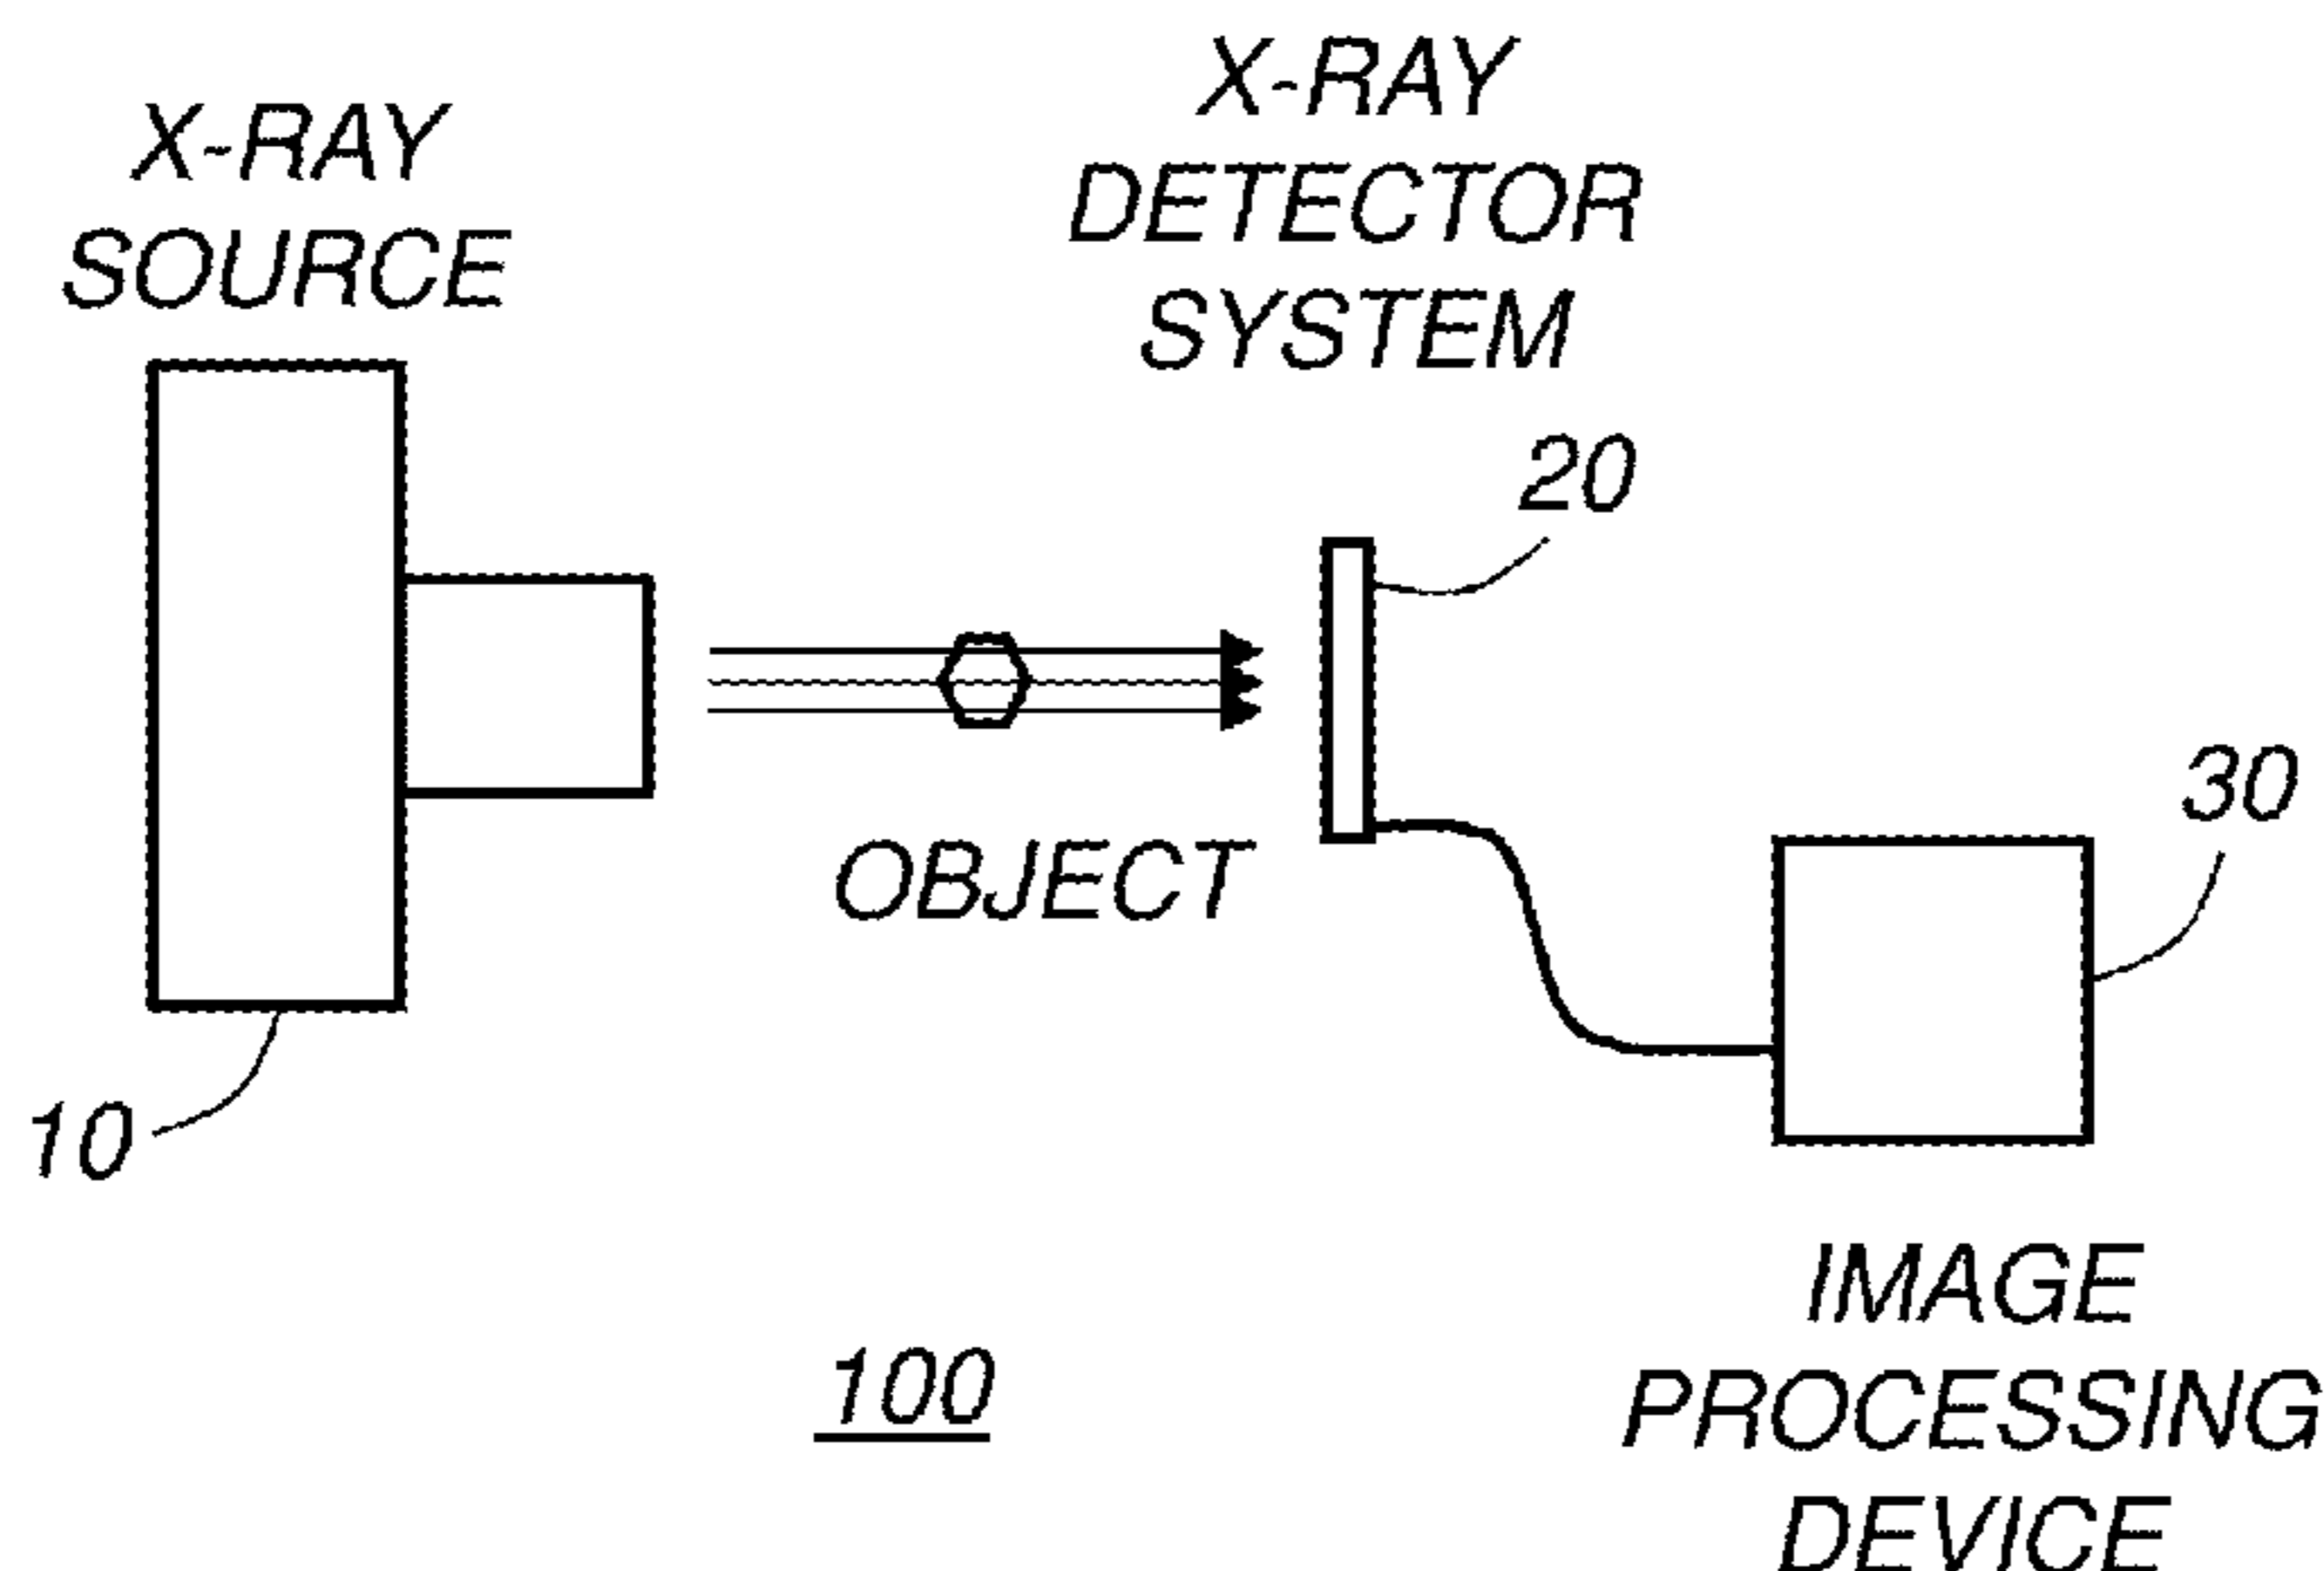 X-RAY
SOURCE
X-RAY
DETECTOR
SYSTEM
20
OBJECT
30
10
100
IMAGE
PROCESSING
DEVICE